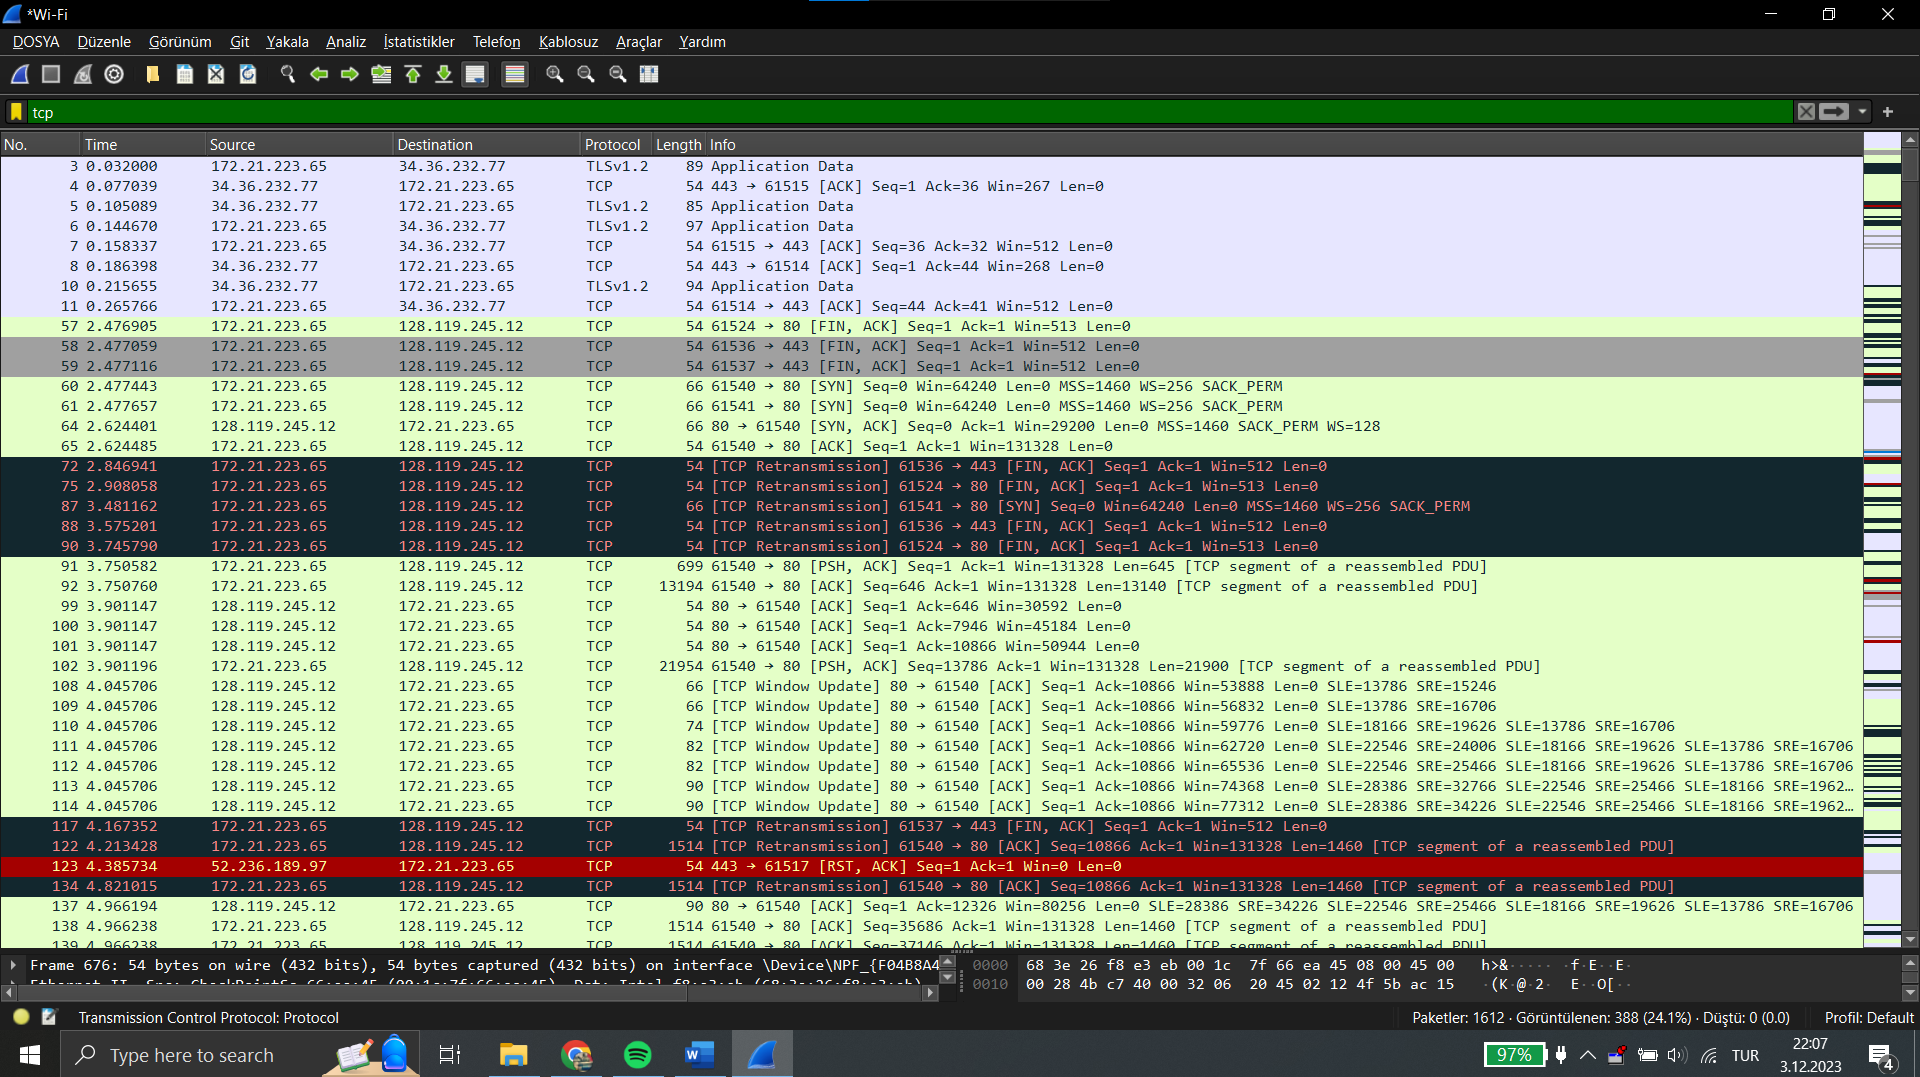 *Wi-Fi
DOSYA Düzenle Görünüm Git Yakala Analiz İstatistikler Telefon Kablosuz Araçlar Yardım
tcp
No. Time Source Destination Protocol Length Info
3 0.032000 172.21.223.65 34.36.232.77 TLSv1.2 89 Application Data
4 0.077039 34.36.232.77 172.21.223.65 TCP 54 443 → 61515 [ACK] Seq=1 Ack=36 Win=267 Len=0
5 0.105089 34.36.232.77 172.21.223.65 TLSv1.2 85 Application Data
6 0.144670 172.21.223.65 34.36.232.77 TLSv1.2 97 Application Data
7 0.158337 172.21.223.65 34.36.232.77 TCP 54 61515 → 443 [ACK] Seq=36 Ack=32 Win=512 Len=0
8 0.186398 34.36.232.77 172.21.223.65 TCP 54 443 → 61514 [ACK] Seq=1 Ack=44 Win=268 Len=0
10 0.215655 34.36.232.77 172.21.223.65 TLSv1.2 94 Application Data
11 0.265766 172.21.223.65 34.36.232.77 TCP 54 61514 → 443 [ACK] Seq=44 Ack=41 Win=512 Len=0
57 2.476905 172.21.223.65 128.119.245.12 TCP 54 61524 → 80 [FIN, ACK] Seq=1 Ack=1 Win=513 Len=0
58 2.477059 172.21.223.65 128.119.245.12 TCP 54 61536 → 443 [FIN, ACK] Seq=1 Ack=1 Win=512 Len=0
59 2.477116 172.21.223.65 128.119.245.12 TCP 54 61537 → 443 [FIN, ACK] Seq=1 Ack=1 Win=512 Len=0
60 2.477443 172.21.223.65 128.119.245.12 TCP 66 61540 → 80 [SYN] Seq=0 Win=64240 Len=0 MSS=1460 WS=256 SACK_PERM
61 2.477657 172.21.223.65 128.119.245.12 TCP 66 61541 → 80 [SYN] Seq=0 Win=64240 Len=0 MSS=1460 WS=256 SACK_PERM
64 2.624401 128.119.245.12 172.21.223.65 TCP 66 80 → 61540 [SYN, ACK] Seq=0 Ack=1 Win=29200 Len=0 MSS=1460 SACK_PERM WS=128
65 2.624485 172.21.223.65 128.119.245.12 TCP 54 61540 → 80 [ACK] Seq=1 Ack=1 Win=131328 Len=0
72 2.846941 172.21.223.65 128.119.245.12 TCP 54 [TCP Retransmission] 61536 → 443 [FIN, ACK] Seq=1 Ack=1 Win=512 Len=0
75 2.908058 172.21.223.65 128.119.245.12 TCP 54 [TCP Retransmission] 61524 → 80 [FIN, ACK] Seq=1 Ack=1 Win=513 Len=0
87 3.481162 172.21.223.65 128.119.245.12 TCP 66 [TCP Retransmission] 61541 → 80 [SYN] Seq=0 Win=64240 Len=0 MSS=1460 WS=256 SACK_PERM
88 3.575201 172.21.223.65 128.119.245.12 TCP 54 [TCP Retransmission] 61536 → 443 [FIN, ACK] Seq=1 Ack=1 Win=512 Len=0
90 3.745790 172.21.223.65 128.119.245.12 TCP 54 [TCP Retransmission] 61524 → 80 [FIN, ACK] Seq=1 Ack=1 Win=513 Len=0
91 3.750582 172.21.223.65 128.119.245.12 TCP 699 61540 → 80 [PSH, ACK] Seq=1 Ack=1 Win=131328 Len=645 [TCP segment of a reassembled PDU]
92 3.750760 172.21.223.65 128.119.245.12 TCP 13194 61540 → 80 [ACK] Seq=646 Ack=1 Win=131328 Len=13140 [TCP segment of a reassembled PDU]
99 3.901147 128.119.245.12 172.21.223.65 TCP 54 80 → 61540 [ACK] Seq=1 Ack=646 Win=30592 Len=0
100 3.901147 128.119.245.12 172.21.223.65 TCP 54 80 → 61540 [ACK] Seq=1 Ack=7946 Win=45184 Len=0
101 3.901147 128.119.245.12 172.21.223.65 TCP 54 80 → 61540 [ACK] Seq=1 Ack=10866 Win=50944 Len=0
102 3.901196 172.21.223.65 128.119.245.12 TCP 21954 61540 → 80 [PSH, ACK] Seq=13786 Ack=1 Win=131328 Len=21900 [TCP segment of a reassembled PDU]
108 4.045706 128.119.245.12 172.21.223.65 TCP 66 [TCP Window Update] 80 → 61540 [ACK] Seq=1 Ack=10866 Win=53888 Len=0 SLE=13786 SRE=15246
109 4.045706 128.119.245.12 172.21.223.65 TCP 66 [TCP Window Update] 80 → 61540 [ACK] Seq=1 Ack=10866 Win=56832 Len=0 SLE=13786 SRE=16706
110 4.045706 128.119.245.12 172.21.223.65 TCP 74 [TCP Window Update] 80 → 61540 [ACK] Seq=1 Ack=10866 Win=59776 Len=0 SLE=18166 SRE=19626 SLE=13786 SRE=16706
111 4.045706 128.119.245.12 172.21.223.65 TCP 82 [TCP Window Update] 80 → 61540 [ACK] Seq=1 Ack=10866 Win=62720 Len=0 SLE=22546 SRE=24006 SLE=18166 SRE=19626 SLE=13786 SRE=16706
112 4.045706 128.119.245.12 172.21.223.65 TCP 82 [TCP Window Update] 80 → 61540 [ACK] Seq=1 Ack=10866 Win=65536 Len=0 SLE=22546 SRE=25466 SLE=18166 SRE=19626 SLE=13786 SRE=16706
113 4.045706 128.119.245.12 172.21.223.65 TCP 90 [TCP Window Update] 80 → 61540 [ACK] Seq=1 Ack=10866 Win=74368 Len=0 SLE=28386 SRE=32766 SLE=22546 SRE=25466 SLE=18166 SRE=1962…
114 4.045706 128.119.245.12 172.21.223.65 TCP 90 [TCP Window Update] 80 → 61540 [ACK] Seq=1 Ack=10866 Win=77312 Len=0 SLE=28386 SRE=34226 SLE=22546 SRE=25466 SLE=18166 SRE=1962…
117 4.167352 172.21.223.65 128.119.245.12 TCP 54 [TCP Retransmission] 61537 → 443 [FIN, ACK] Seq=1 Ack=1 Win=512 Len=0
122 4.213428 172.21.223.65 128.119.245.12 TCP 1514 [TCP Retransmission] 61540 → 80 [ACK] Seq=10866 Ack=1 Win=131328 Len=1460 [TCP segment of a reassembled PDU]
123 4.385734 52.236.189.97 172.21.223.65 TCP 54 443 → 61517 [RST, ACK] Seq=1 Ack=1 Win=0 Len=0
134 4.821015 172.21.223.65 128.119.245.12 TCP 1514 [TCP Retransmission] 61540 → 80 [ACK] Seq=10866 Ack=1 Win=131328 Len=1460 [TCP segment of a reassembled PDU]
137 4.966194 128.119.245.12 172.21.223.65 TCP 90 80 → 61540 [ACK] Seq=1 Ack=12326 Win=80256 Len=0 SLE=28386 SRE=34226 SLE=22546 SRE=25466 SLE=18166 SRE=19626 SLE=13786 SRE=16706
138 4.966238 172.21.223.65 128.119.245.12 TCP 1514 61540 → 80 [ACK] Seq=35686 Ack=1 Win=131328 Len=1460 [TCP segment of a reassembled PDU]
139 4.966238 172.21.223.65 128.119.245.12 TCP 1514 61540 → 80 [ACK] Seq=37146 Ack=1 Win=131328 Len=1460 [TCP segment of a reassembled PDU]
Frame 676: 54 bytes on wire (432 bits), 54 bytes captured (432 bits) on interface \Device\NPF_{F04B8A4
0000 68 3e 26 f8 e3 eb 00 1c 7f 66 ea 45 08 00 45 00 h>&····· ·f·E··E·
0010 00 28 4b c7 40 00 32 06 20 45 02 12 4f 5b ac 15 ·(K·@·2· E··O[··
Transmission Control Protocol: Protocol
Paketler: 1612 · Görüntülenen: 388 (24.1%) · Düştü: 0 (0.0)
Profil: Default
Type here to search
97%
TUR
22:07
3.12.2023
4